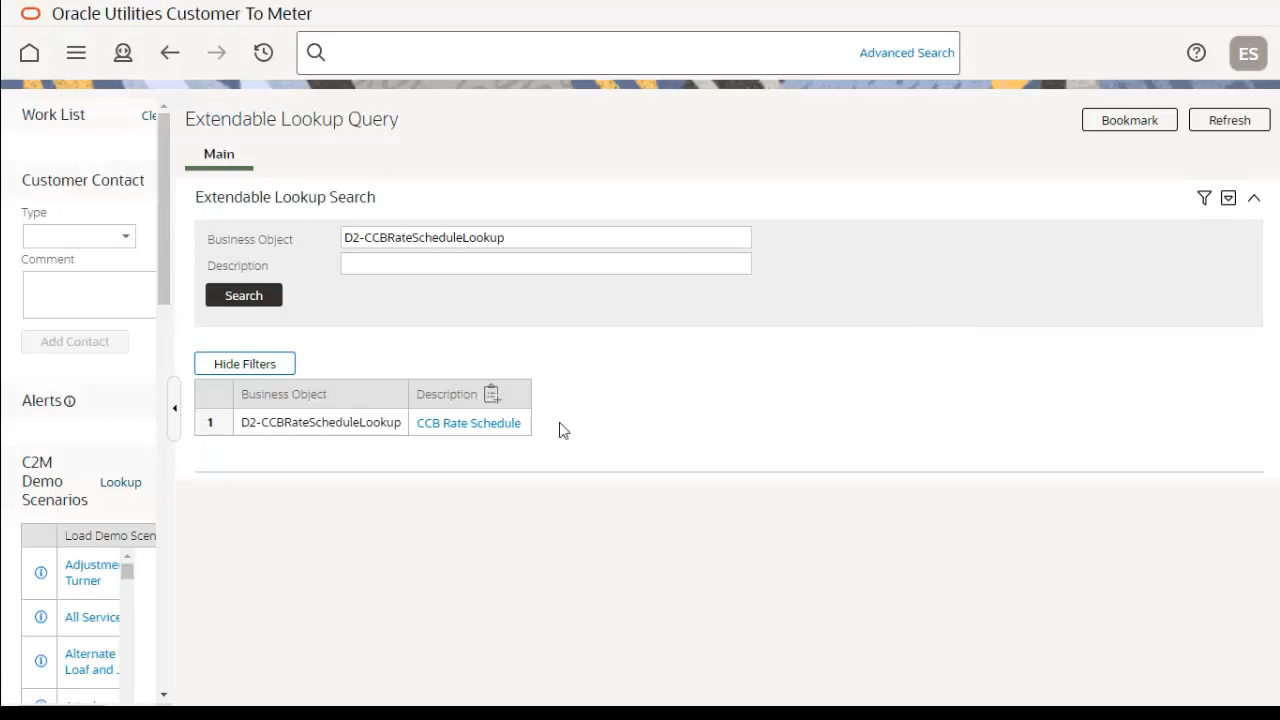 Oracle Utilities Customer To Meter
Advanced Search
ES
Work List
Cle
Customer Contact
Type
Comment
Add Contact
Alerts
C2M
Demo
Scenarios
Lookup
Load Demo Scen
Adjustme
Turner
All Service
Alternate
Loaf and
Extendable Lookup Query
Bookmark
Refresh
Main
Extendable Lookup Search
Business Object
D2-CCBRateScheduleLookup
Description
Search
Hide Filters
Business Object
Description
1
D2-CCBRateScheduleLookup
CCB Rate Schedule